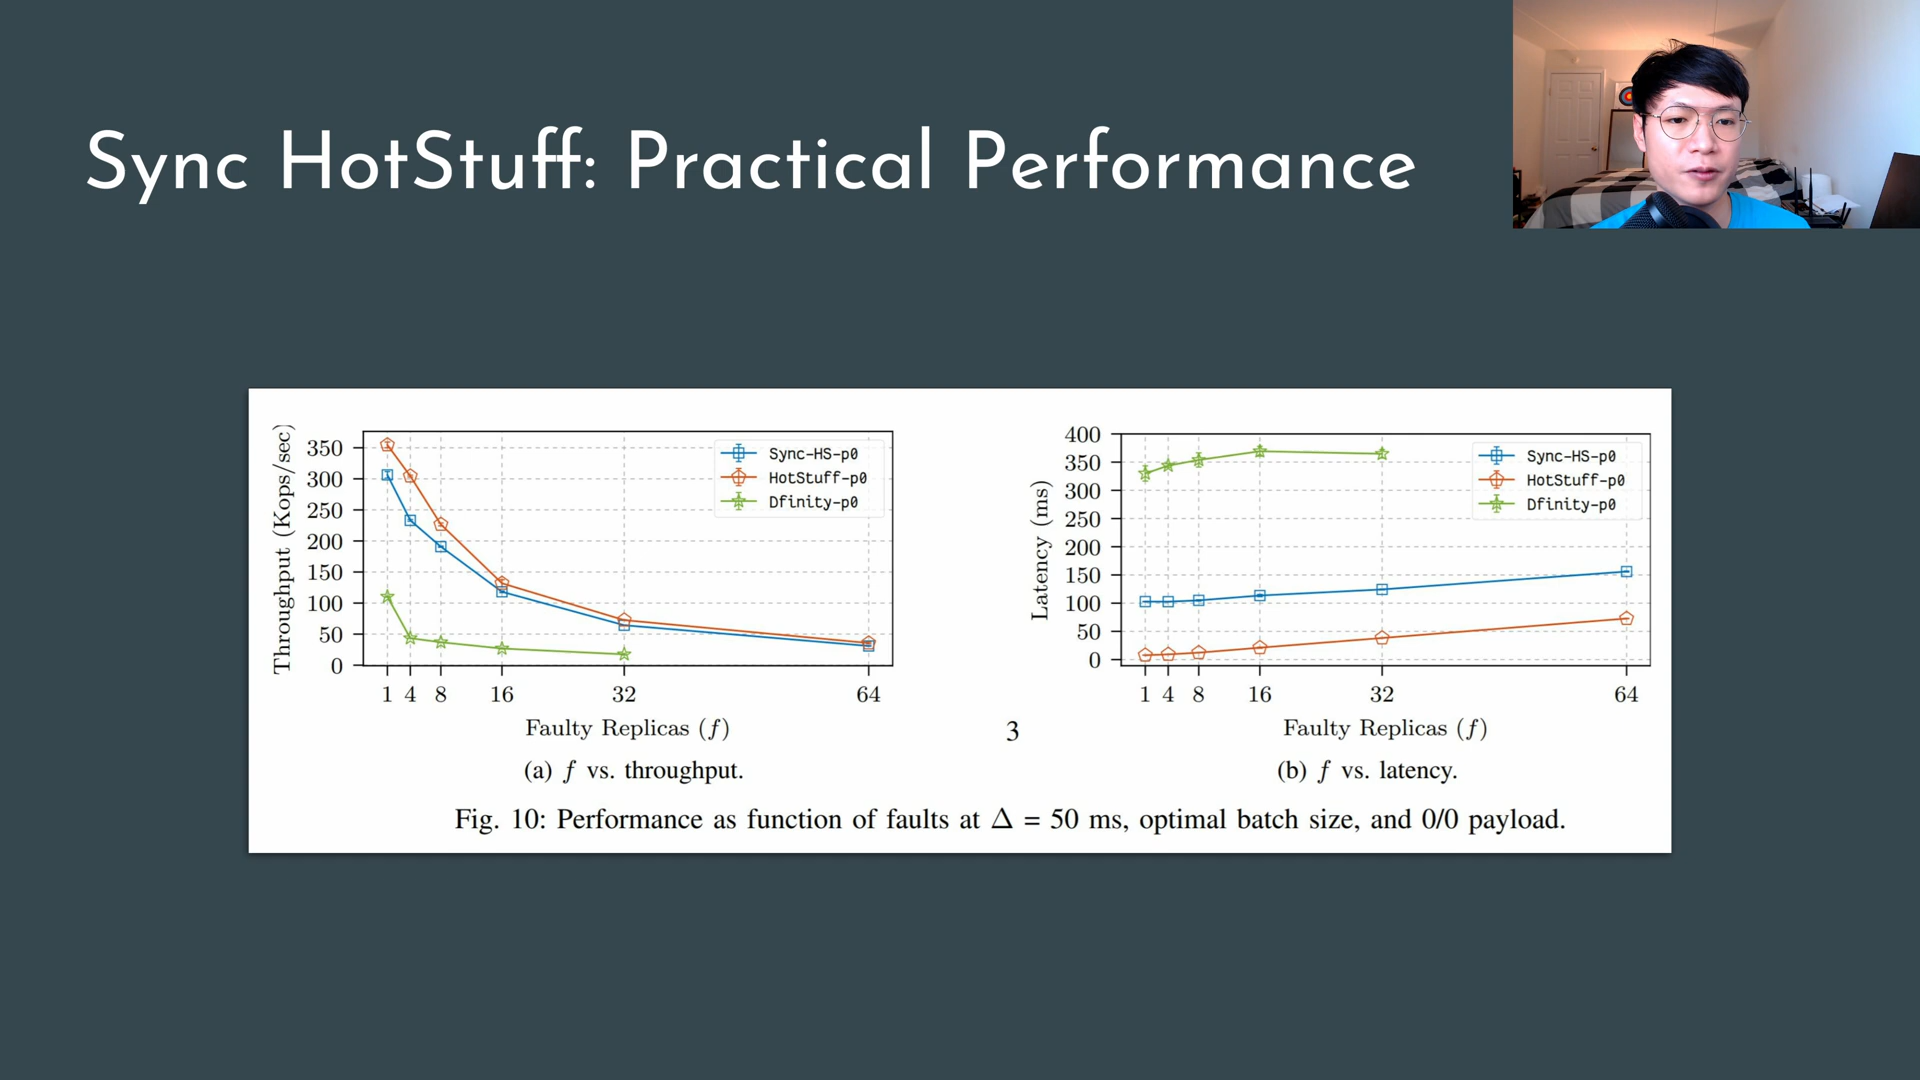 Sync HotStuff: Practical Performance
Throughput (Kops/sec)
350
300
250
200
150
100
50
0
Sync-HS-p0
HotStuff-p0
Dfinity-p0
1 4 8 16 32 64
Faulty Replicas (f)
(a) f vs. throughput.
3
Latency (ms)
400
350
300
250
200
150
100
50
0
Sync-HS-p0
HotStuff-p0
Dfinity-p0
1 4 8 16 32 64
Faulty Replicas (f)
(b) f vs. latency.
Fig. 10: Performance as function of faults at Δ = 50 ms, optimal batch size, and 0/0 payload.